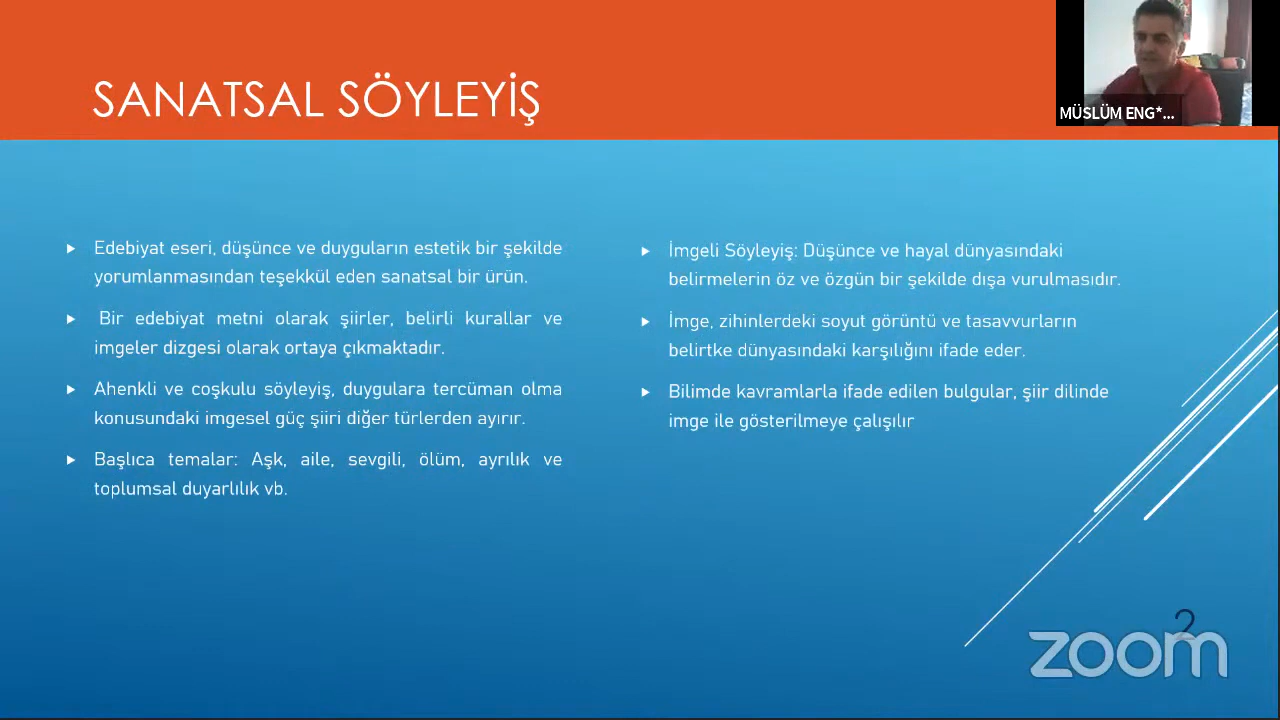 SANATSAL SÖYLEYİŞ
MÜSLÜM ENG*...
Edebiyat eseri, düşünce ve duyguların estetik bir şekilde
yorumlanmasından teşekkül eden sanatsal bir ürün.
Bir edebiyat metni olarak şiirler, belirli kurallar ve
imgeler dizgesi olarak ortaya çıkmaktadır.
Ahenkli ve coşkulu söyleyiş, duygulara tercüman olma
konusundaki imgesel güç şiiri diğer türlerden ayırır.
Başlıca temalar: Aşk, aile, sevgili, ölüm, ayrılık ve
toplumsal duyarlılık vb.
İmgeli Söyleyiş: Düşünce ve hayal dünyasındaki
belirmelerin öz ve özgün bir şekilde dışa vurulmasıdır.
İmge, zihinlerdeki soyut görüntü ve tasavvurların
belirtke dünyasındaki karşılığını ifade eder.
Bilimde kavramlarla ifade edilen bulgular, şiir dilinde
imge ile gösterilmeye çalışılır
2
zoom